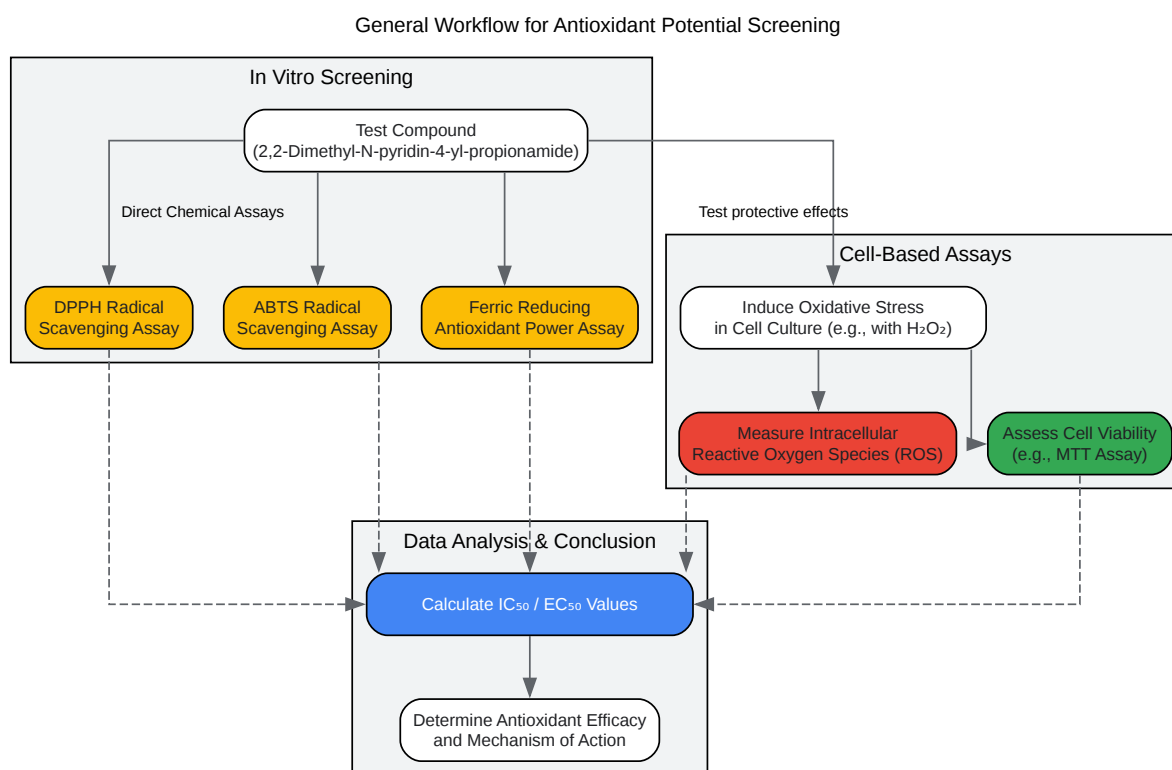 General Workflow for Antioxidant Potential Screening
In Vitro Screening
Test Compound
(2,2-Dimethyl-N-pyridin-4-yl-propionamide)
Direct Chemical Assays
Test protective effects
DPPH Radical
Scavenging Assay
ABTS Radical
Scavenging Assay
Ferric Reducing
Antioxidant Power Assay
Cell-Based Assays
Induce Oxidative Stress
in Cell Culture (e.g., with H₂O₂)
Measure Intracellular
Reactive Oxygen Species (ROS)
Assess Cell Viability
(e.g., MTT Assay)
Data Analysis & Conclusion
Calculate IC₅₀ / EC₅₀ Values
Determine Antioxidant Efficacy
and Mechanism of Action